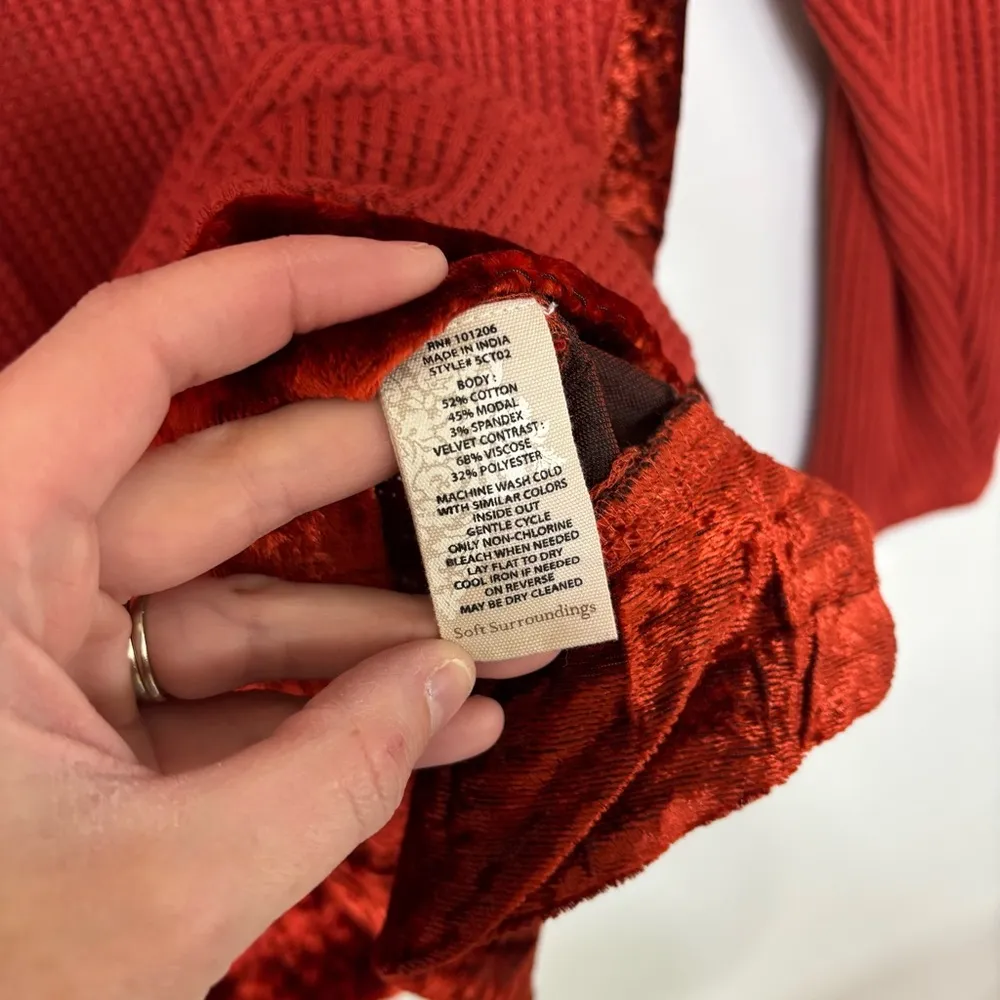 RN# 101206
MADE IN INDIA
STYLE# 5CT02
BODY:
52% COTTON
45% MODAL
3% SPANDEX
VELVET CONTRAST:
68% VISCOSE
32% POLYESTER
MACHINE WASH COLD
WITH SIMILAR COLORS
INSIDE OUT
GENTLE CYCLE
ONLY NON-CHLORINE
BLEACH WHEN NEEDED
LAY FLAT TO DRY
COOL IRON IF NEEDED
ON REVERSE
MAY BE DRY CLEANED
Soft Surroundings